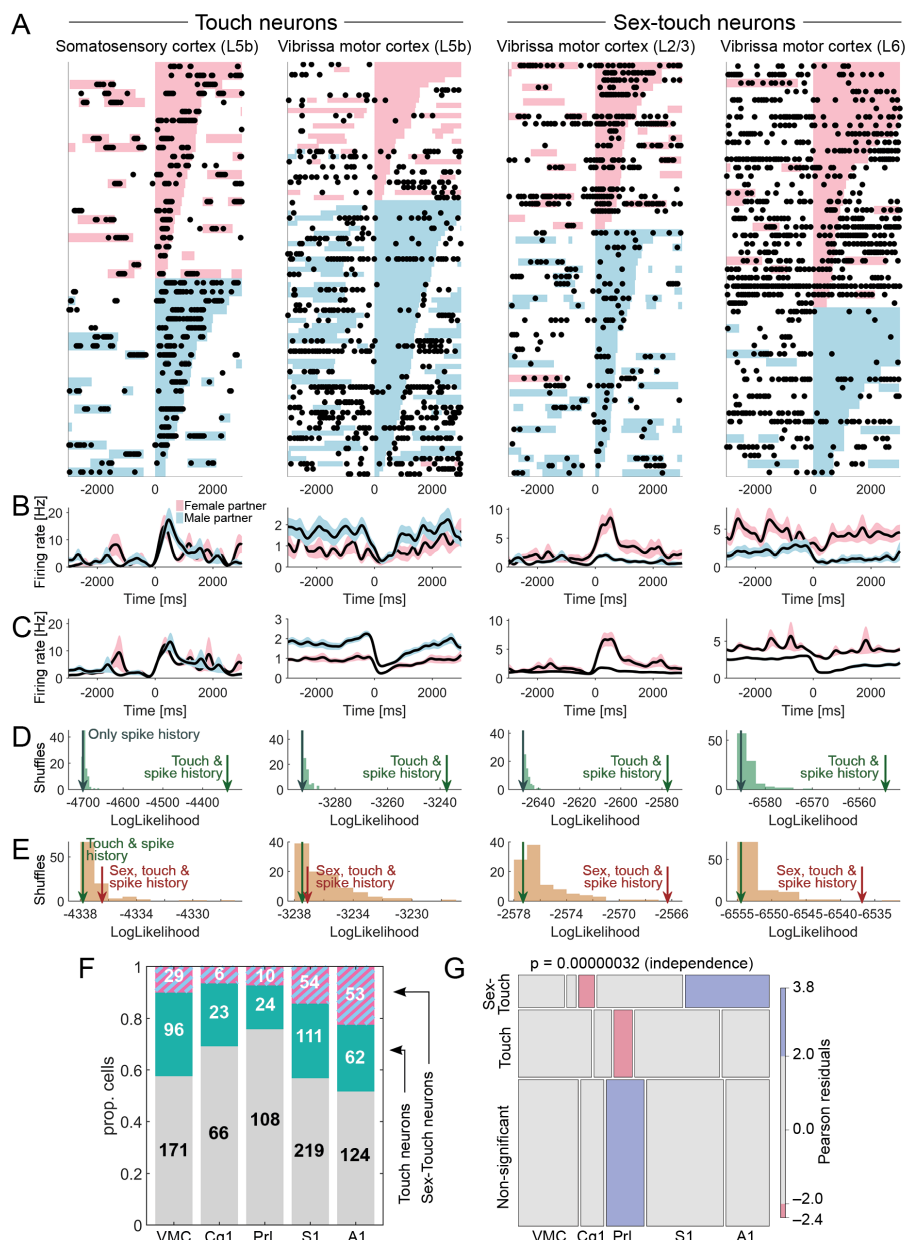 Touch neurons
Sex-touch neurons
A
Somatosensory cortex (L5b)
Vibrissa motor cortex (L5b)
Vibrissa motor cortex (L2/3)
Vibrissa motor cortex (L6)
-2000 0 2000
-2000 0 2000
-2000 0 2000
-2000 0 2000
B
Firing rate [Hz]
Female partner
Male partner
20
10
0
2
1
0
10
5
0
5
0
-2000 0 2000
-2000 0 2000
-2000 0 2000
-2000 0 2000
Time [ms]
Time [ms]
Time [ms]
Time [ms]
C
Firing rate [Hz]
20
10
0
3
2
1
0
10
5
0
5
0
-2000 0 2000
-2000 0 2000
-2000 0 2000
-2000 0 2000
Time [ms]
Time [ms]
Time [ms]
Time [ms]
D
Shuffles
40
20
0
40
20
0
40
20
0
50
0
Only spike history
Touch &
spike history
Touch &
spike history
Touch &
spike history
Touch &
spike history
-4700 -4600 -4500 -4400
-3280 -3260 -3240
-2640 -2620 -2600 -2580
-6580 -6570 -6560
LogLikelihood
LogLikelihood
LogLikelihood
LogLikelihood
E
Shuffles
50
0
40
20
0
40
20
0
50
0
Touch & spike
history
Sex, touch &
spike history
Sex, touch &
spike history
Sex, touch &
spike history
Sex, touch &
spike history
-4338 -4334 -4330
-3238 -3234 -3230
-2578 -2574 -2570 -2566
-6555 -6550 -6545 -6540 -6535
LogLikelihood
LogLikelihood
LogLikelihood
LogLikelihood
F
prop. cells
1
0.8
0.6
0.4
0.2
0
29 6 10 54 53
96 23 24 111 62
171 66 108 219 124
VMC Cg1 PrL S1 A1
Touch neurons
Sex-Touch neurons
G
p = 0.00000032 (independence)
Sex-
Touch
Touch
Non-significant
VMC Cg1 PrL S1 A1
3.8
2.0
0.0
−2.0
−2.4
Pearson residuals